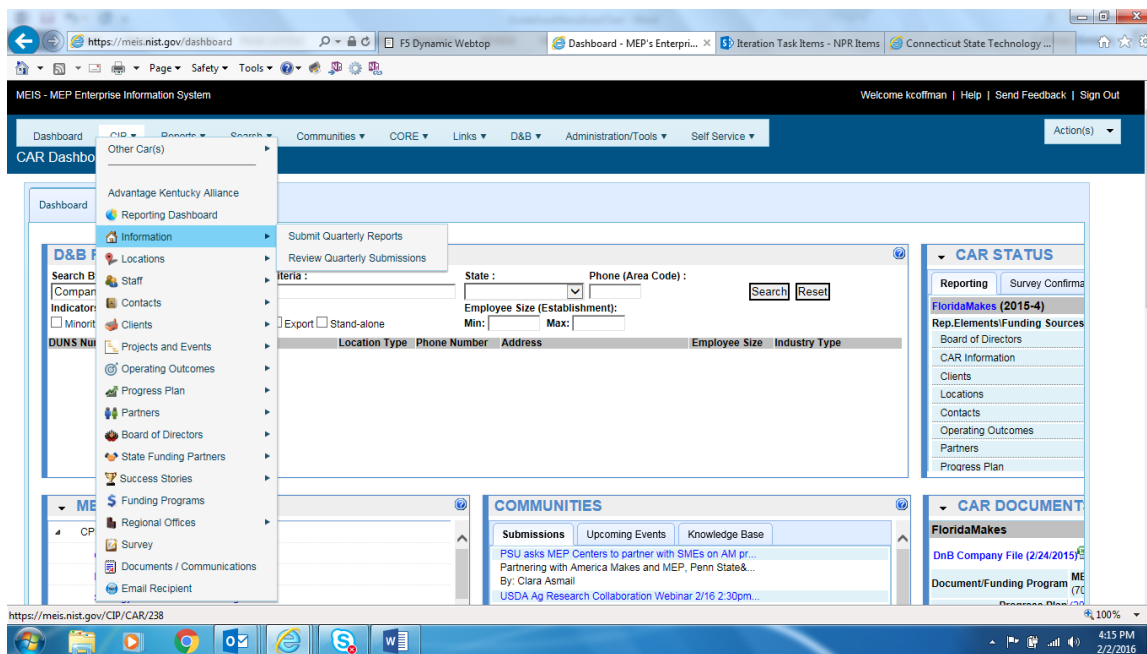 https://meis.nist.gov/dashboard
F5 Dynamic Webtop
Dashboard - MEP's Enterpri...
Iteration Task Items - NPR Items
Connecticut State Technology ...
Page Safety Tools
MEIS - MEP Enterprise Information System
Welcome kcoffman | Help | Send Feedback | Sign Out
Dashboard CIP Reports Search Communities CORE Links D&B Administration/Tools Self Service
Action(s)
CAR Dashbo
Other Car(s)
Advantage Kentucky Alliance
Reporting Dashboard
Information
Locations
Staff
Contacts
Clients
Projects and Events
Operating Outcomes
Progress Plan
Partners
Board of Directors
State Funding Partners
Success Stories
Funding Programs
Regional Offices
Survey
Documents / Communications
Email Recipient
Submit Quarterly Reports
Review Quarterly Submissions
Dashboard
D&B
Search B
iteria :
State :
Phone (Area Code) :
Compan
Search
Reset
Indicators
Employee Size (Establishment):
Minorit
Export
Stand-alone
Min:
Max:
DUNS Nu
Location Type Phone Number Address Employee Size Industry Type
CAR STATUS
Reporting
Survey Confirma
FloridaMakes (2015-4)
Rep.Elements\Funding Sources
Board of Directors
CAR Information
Clients
Locations
Contacts
Operating Outcomes
Partners
Progress Plan
ME
CP
COMMUNITIES
Submissions
Upcoming Events
Knowledge Base
PSU asks MEP Centers to partner with SMEs on AM pr...
Partnering with America Makes and MEP, Penn State&...
By: Clara Asmail
USDA Ag Research Collaboration Webinar 2/16 2:30pm...
CAR DOCUMENT
FloridaMakes
DnB Company File (2/24/2015)
Document/Funding Program
ME
(70
https://meis.nist.gov/CIP/CAR/238
100%
4:15 PM
2/2/2016